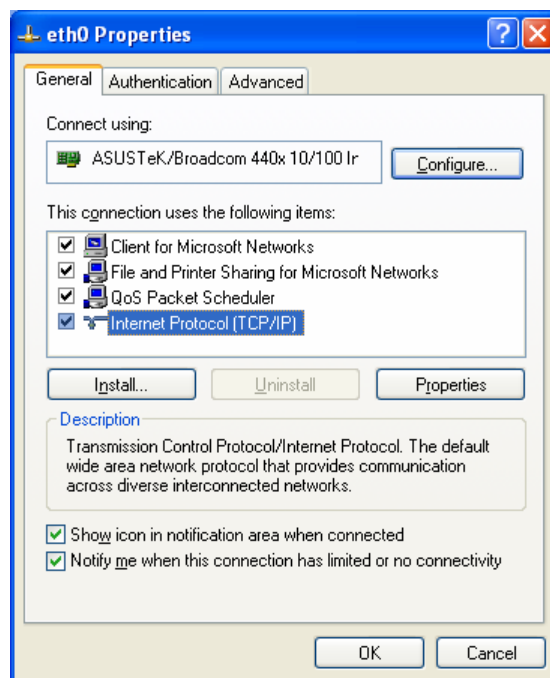 eth0 Properties
General Authentication Advanced
Connect using:
ASUSTeK/Broadcom 440x 10/100 Ir
Configure...
This connection uses the following items:
Client for Microsoft Networks
File and Printer Sharing for Microsoft Networks
QoS Packet Scheduler
Internet Protocol (TCP/IP)
Install... Uninstall Properties
Description
Transmission Control Protocol/Internet Protocol. The default
wide area network protocol that provides communication
across diverse interconnected networks.
Show icon in notification area when connected
Notify me when this connection has limited or no connectivity
OK Cancel